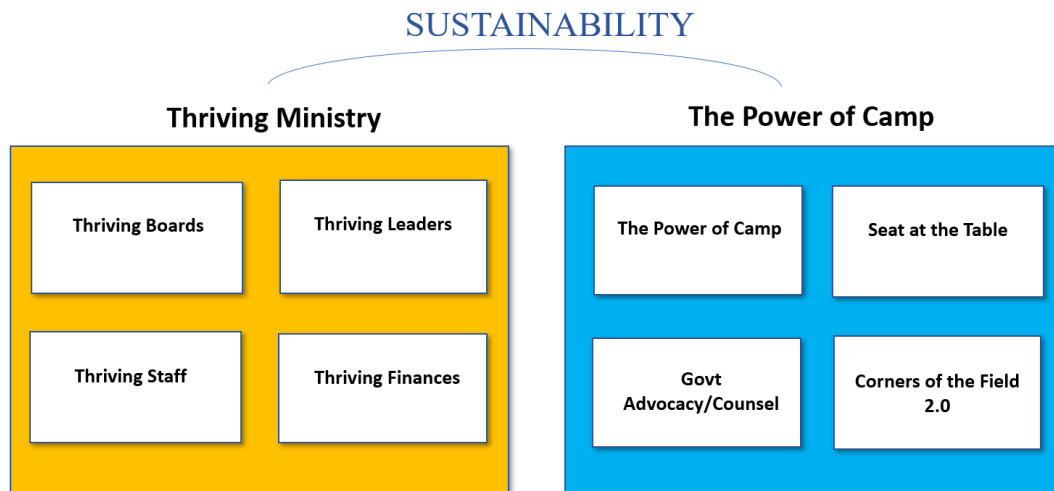 SUSTAINABILITY
Thriving Ministry
Thriving Boards
Thriving Leaders
Thriving Staff
Thriving Finances
The Power of Camp
The Power of Camp
Seat at the Table
Govt
Advocacy/Counsel
Corners of the Field
2.0